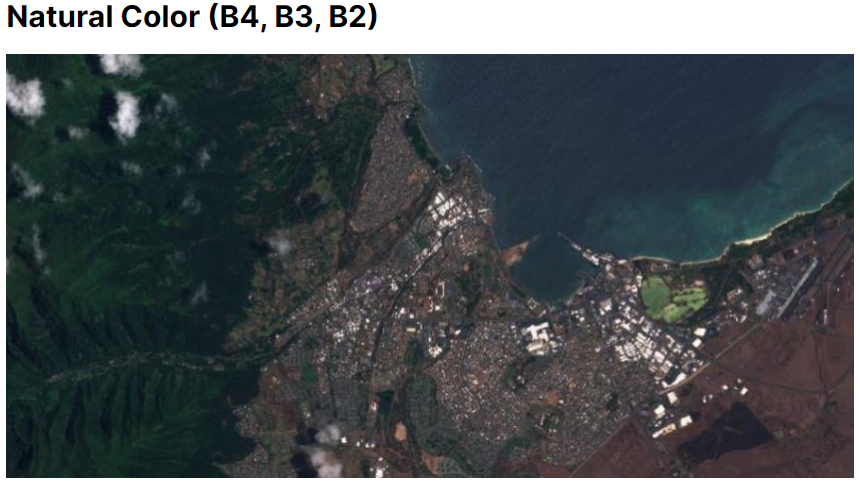 Natural Color (B4, B3, B2)